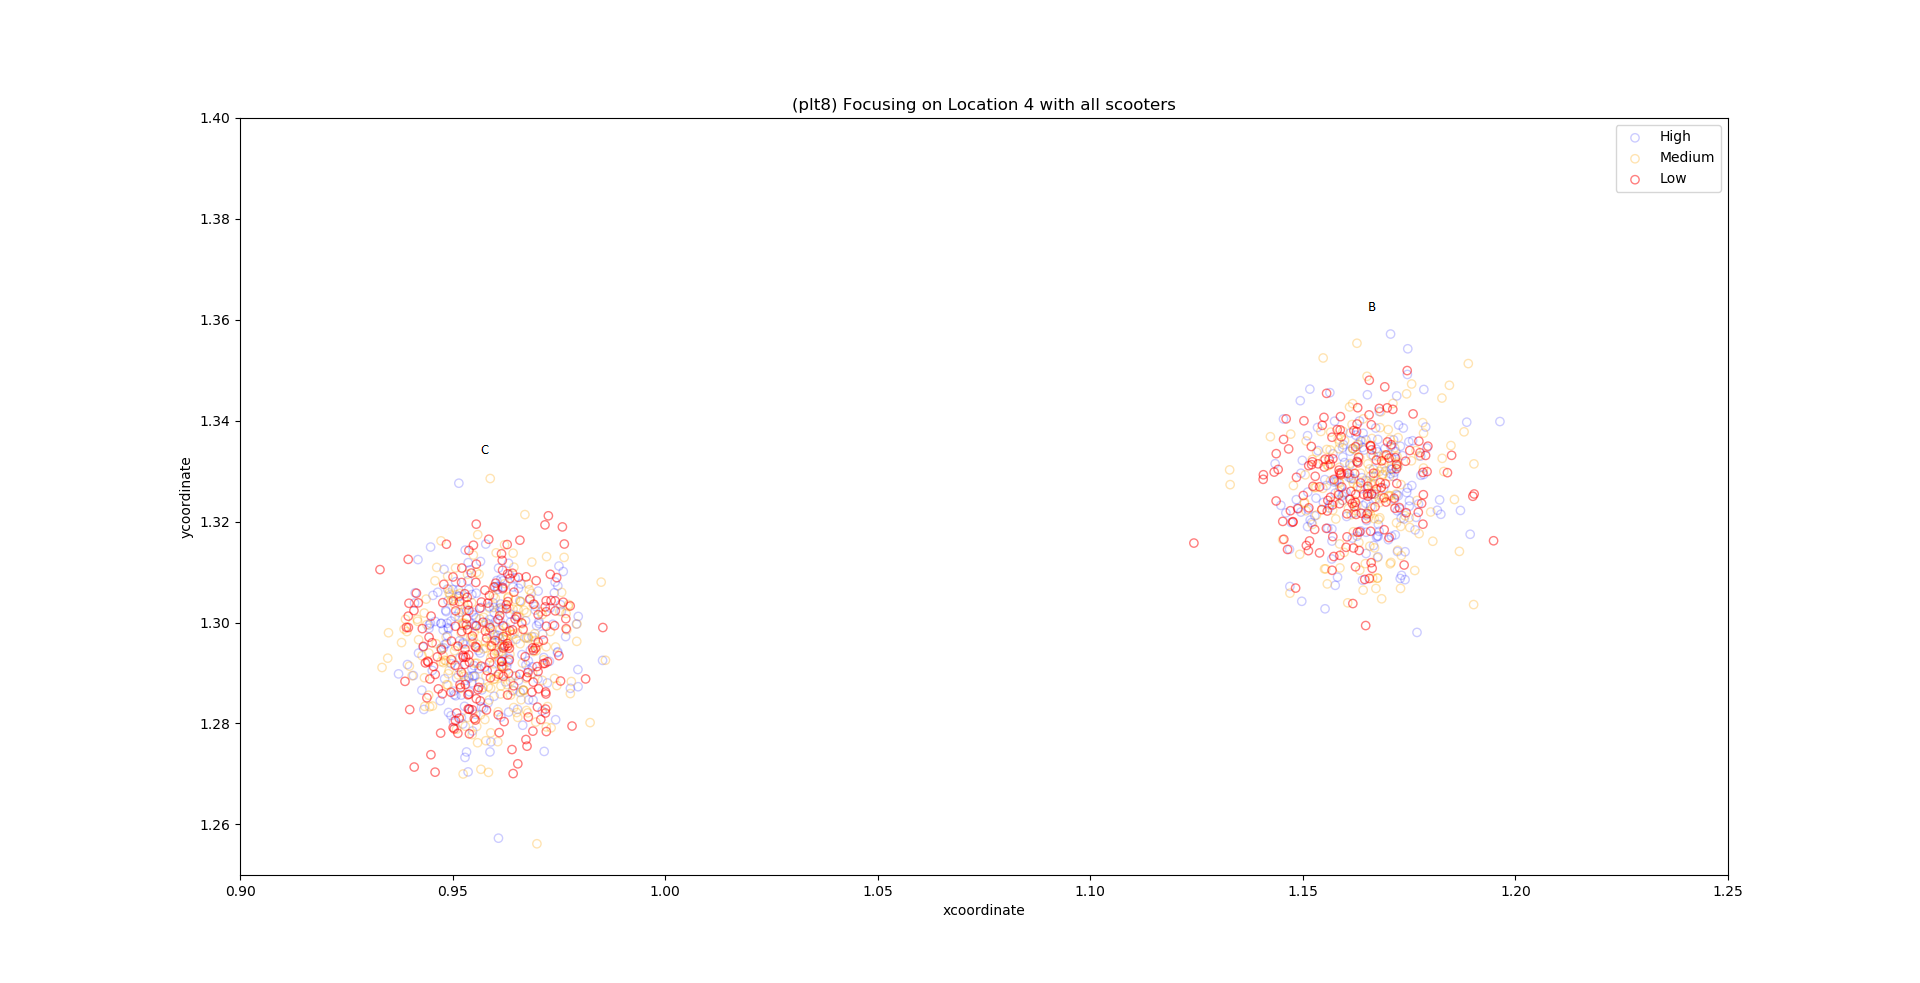 (plt8) Focusing on Location 4 with all scooters
1.40
1.38
1.36
1.34
1.32
1.30
1.28
1.26
ycoordinate
High
Medium
Low
B
C
0.90
0.95
1.00
1.05
1.10
1.15
1.20
1.25
xcoordinate